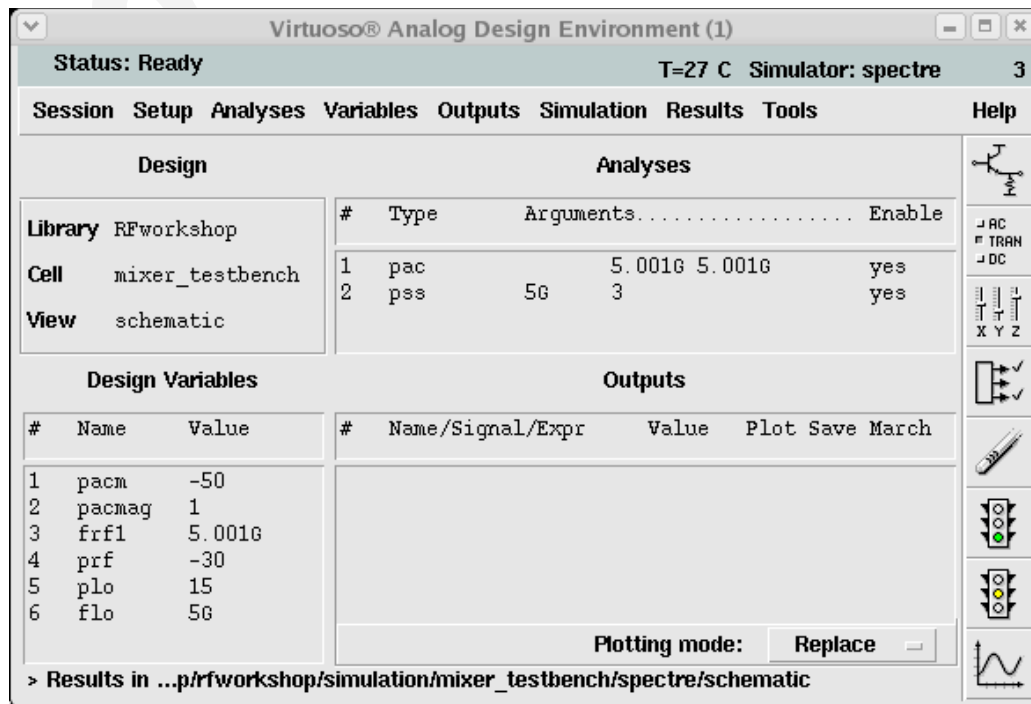 Virtuoso® Analog Design Environment (1)
Status: Ready T=27 C Simulator: spectre 3
Session Setup Analyses Variables Outputs Simulation Results Tools Help
Design
Library RFworkshop
Cell mixer_testbench
View schematic
Analyses
# Type Arguments................... Enable
1 pac 5.001G 5.001G yes
2 pss 5G 3 yes
Design Variables
# Name Value
1 pacm -50
2 pacmag 1
3 frf1 5.001G
4 prf -30
5 plo 15
6 flo 5G
Outputs
# Name/Signal/Expr Value Plot Save March
Plotting mode: Replace
> Results in ...p/rfworkshop/simulation/mixer_testbench/spectre/schematic
AC
TRAN
DC
X Y Z